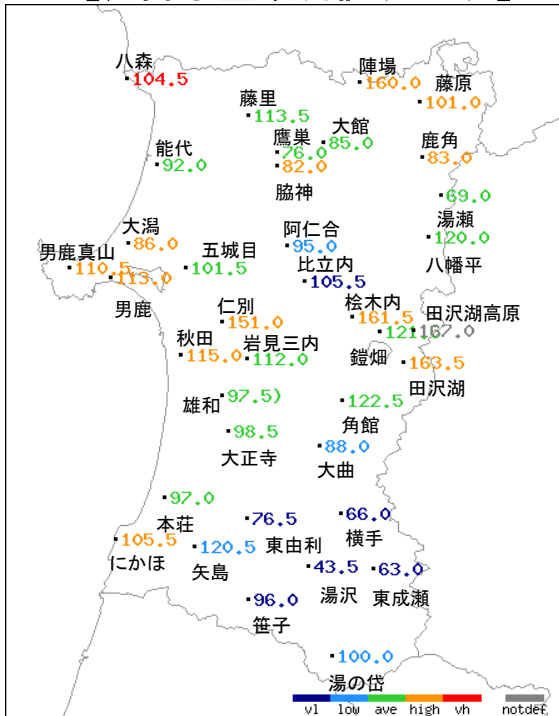 八森
104.5
陣場
160.0
藤原
101.0
藤里
113.5
大館
85.0
鷹巣
76.0
82.0
脇神
鹿角
83.0
能代
92.0
69.0
湯瀬
120.0
八幡平
大潟
86.0
阿仁合
95.0
男鹿真山
110.5
113.0
男鹿
五城目
101.5
比立内
105.5
仁別
151.0
桧木内
161.5
121.
田沢湖高原
167.0
秋田
115.0
岩見三内
112.0
鎧畑
163.5
田沢湖
97.5)
雄和
122.5
角館
98.5
大正寺
88.0
大曲
97.0
本荘
76.5
東由利
66.0
横手
105.5
にかほ
120.5
矢島
43.5
湯沢
63.0
東成瀬
96.0
笹子
100.0
湯の岱
vl low ave high vh notdef